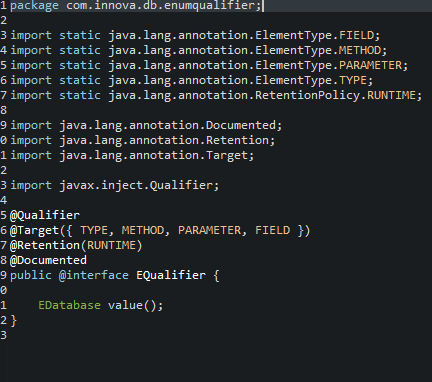 1 package com.innova.db.enumqualifier;
2
3 import static java.lang.annotation.ElementType.FIELD;
4 import static java.lang.annotation.ElementType.METHOD;
5 import static java.lang.annotation.ElementType.PARAMETER;
6 import static java.lang.annotation.ElementType.TYPE;
7 import static java.lang.annotation.RetentionPolicy.RUNTIME;
8
9 import java.lang.annotation.Documented;
0 import java.lang.annotation.Retention;
1 import java.lang.annotation.Target;
2
3 import javax.inject.Qualifier;
4
5 @Qualifier
6 @Target({ TYPE, METHOD, PARAMETER, FIELD })
7 @Retention(RUNTIME)
8 @Documented
9 public @interface EQualifier {
0
1     EDatabase value();
2 }
3